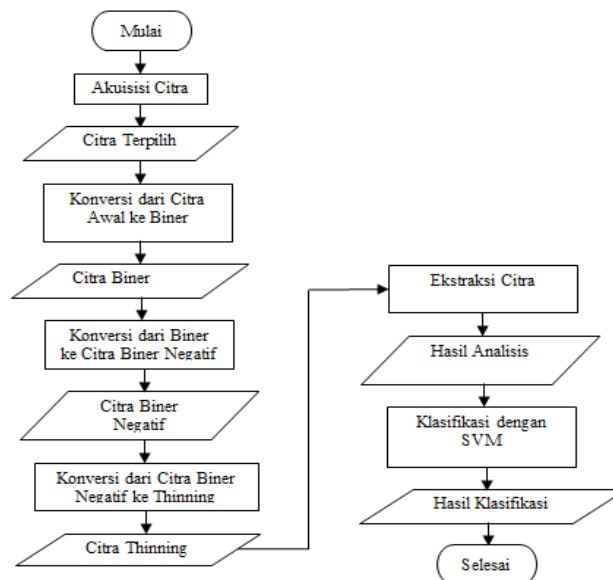 Mulai
Akuisisi Citra
Citra Terpilih
Konversi dari Citra
Awal ke Biner
Citra Biner
Konversi dari Biner
ke Citra Biner Negatif
Citra Biner
Negatif
Konversi dari Citra Biner
Negatif ke Thinning
Citra Thinning
Ekstraksi Citra
Hasil Analisis
Klasifikasi dengan
SVM
Hasil Klasifikasi
Selesai